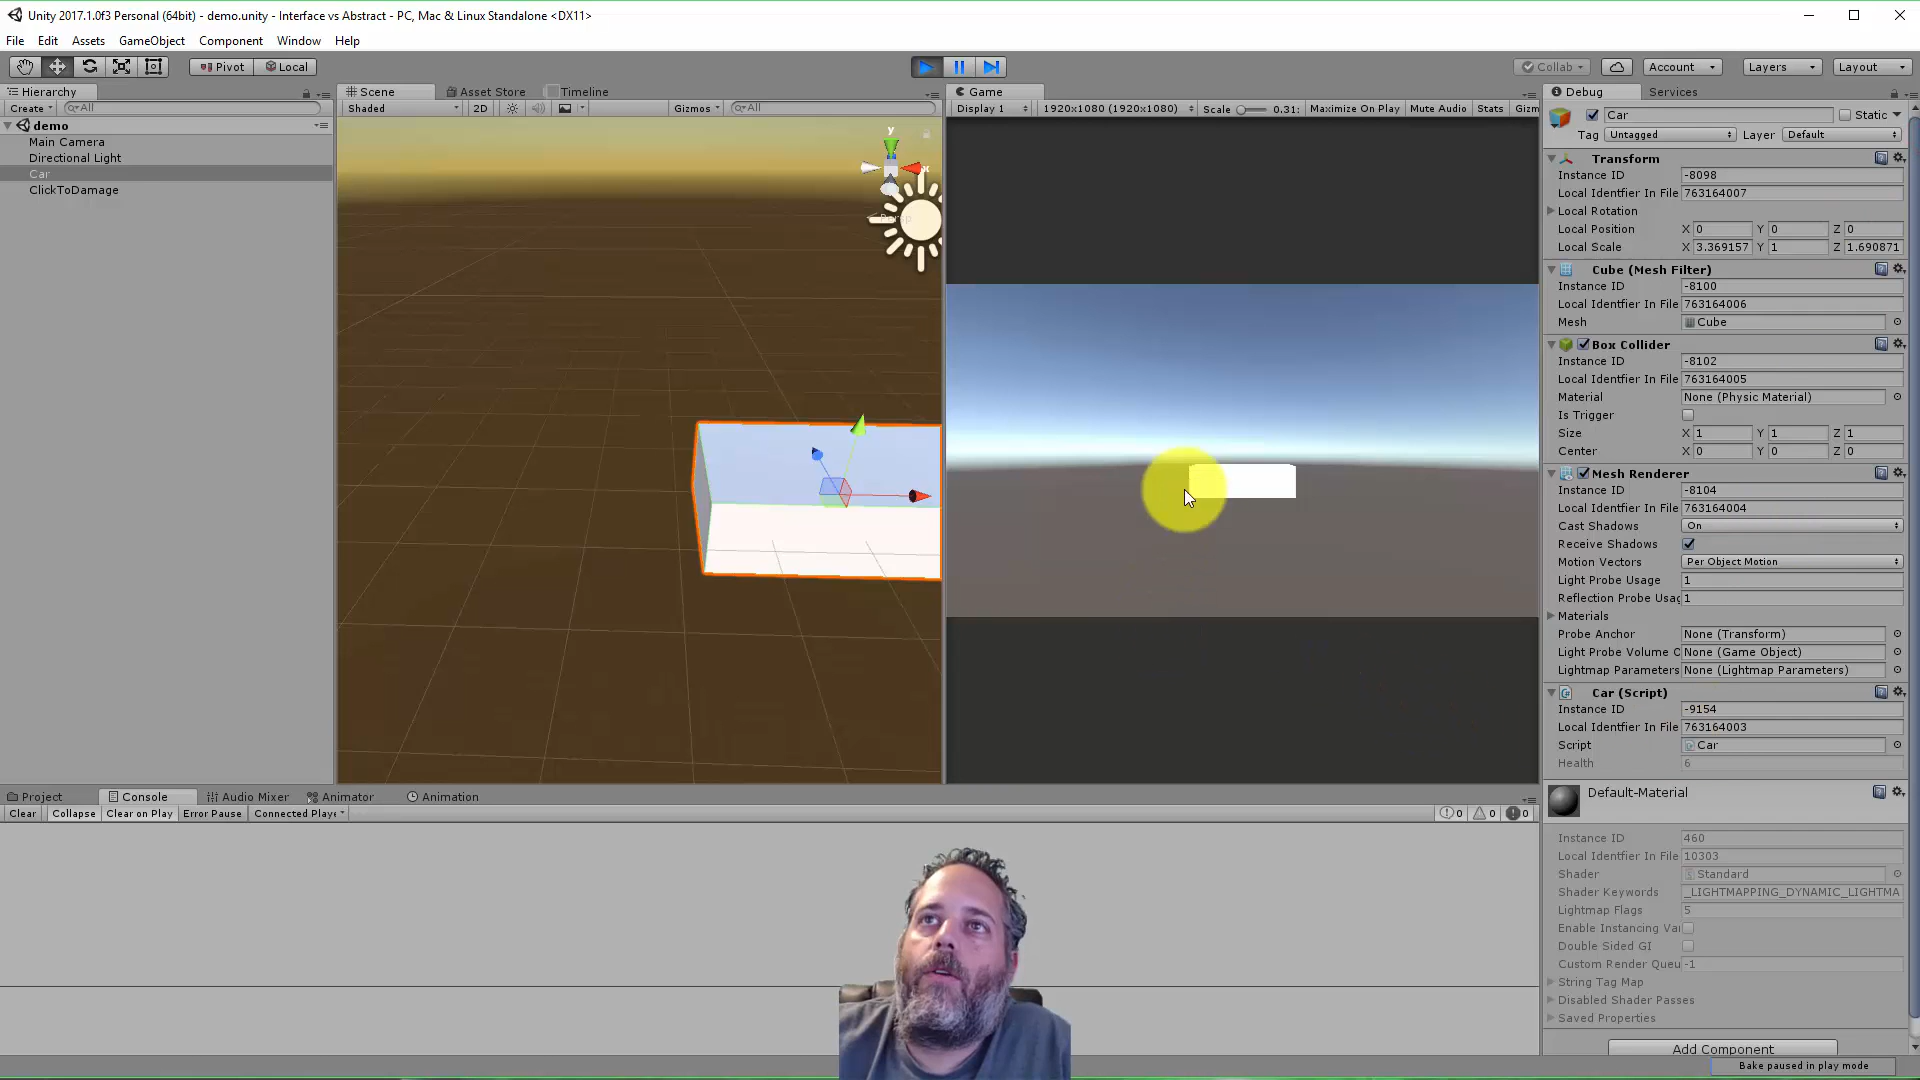 Unity 2017.1.0f3 Personal (64bit) - demo.unity - Interface vs Abstract - PC, Mac & Linux Standalone <DX11>
File Edit Assets GameObject Component Window Help
Pivot Local Collab Account Layers Layout
Hierarchy
Create All
demo
Main Camera
Directional Light
Car
ClickToDamage
Scene Asset Store Timeline
Shaded 2D Gizmos All
y
x
Persp
Game
Display 1 1920x1080 (1920x1080) Scale 0.31: Maximize On Play Mute Audio Stats Gizm
Debug Services
Car Static
Tag Untagged Layer Default
Transform
Instance ID -8098
Local Identfier In File 763164007
Local Rotation
Local Position X 0 Y 0 Z 0
Local Scale X 3.369157 Y 1 Z 1.690871
Cube (Mesh Filter)
Instance ID -8100
Local Identfier In File 763164006
Mesh Cube
Box Collider
Instance ID -8102
Local Identfier In File 763164005
Material None (Physic Material)
Is Trigger
Size X 1 Y 1 Z 1
Center X 0 Y 0 Z 0
Mesh Renderer
Instance ID -8104
Local Identfier In File 763164004
Cast Shadows On
Receive Shadows
Motion Vectors Per Object Motion
Light Probe Usage 1
Reflection Probe Usag 1
Materials
Probe Anchor None (Transform)
Light Probe Volume O None (Game Object)
Lightmap Parameters None (Lightmap Parameters)
Car (Script)
Instance ID -9154
Local Identfier In File 763164003
Script Car
Health 6
Default-Material
Instance ID 460
Local Identfier In File 10303
Shader Standard
Shader Keywords _LIGHTMAPPING_DYNAMIC_LIGHTMA
Lightmap Flags 5
Enable Instancing Var
Double Sided GI
Custom Render Queu -1
String Tag Map
Disabled Shader Passes
Saved Properties
Add Component
Bake paused in play mode
Project Console Audio Mixer Animator Animation
Clear Collapse Clear on Play Error Pause Connected Playe 0 0 0